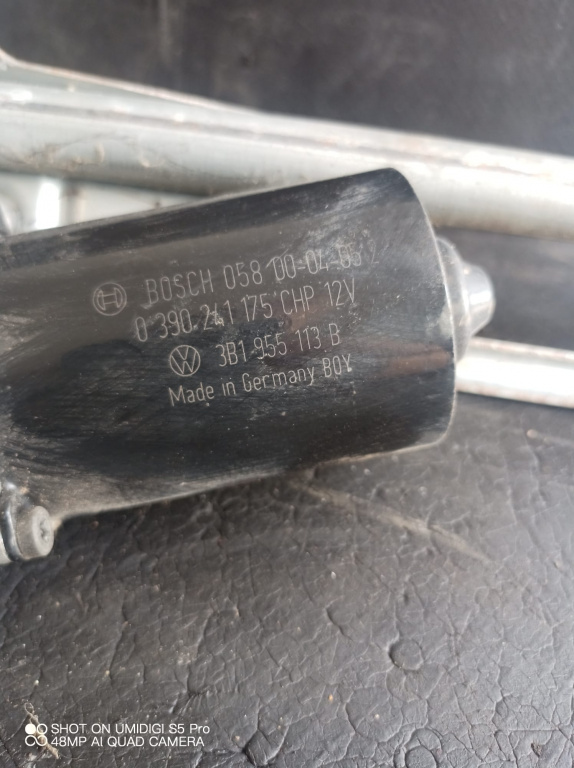 BOSCH 058 00-04-06
0 390 241 175 CHP 12V
3B1 955 113 B
Made in Germany BOY
SHOT ON UMIDIGI S5 Pro
48MP AI QUAD CAMERA